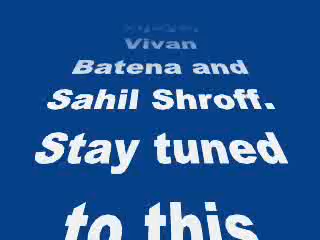 Vivan
Batena and
Sahil Shroff.
Stay tuned
to this